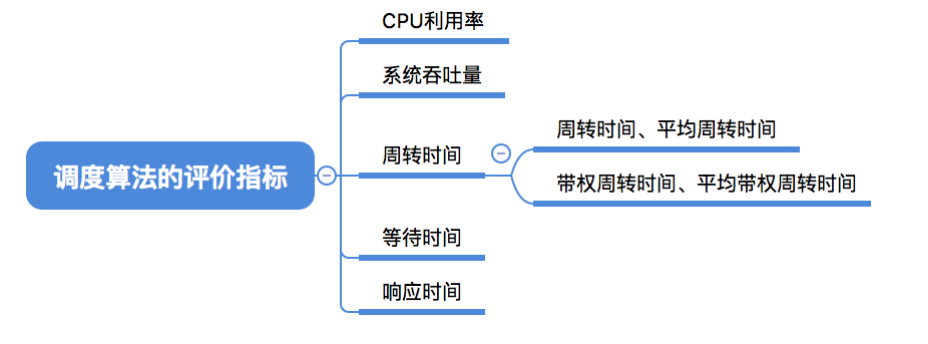 调度算法的评价指标
CPU利用率
系统吞吐量
周转时间
周转时间、平均周转时间
带权周转时间、平均带权周转时间
等待时间
响应时间